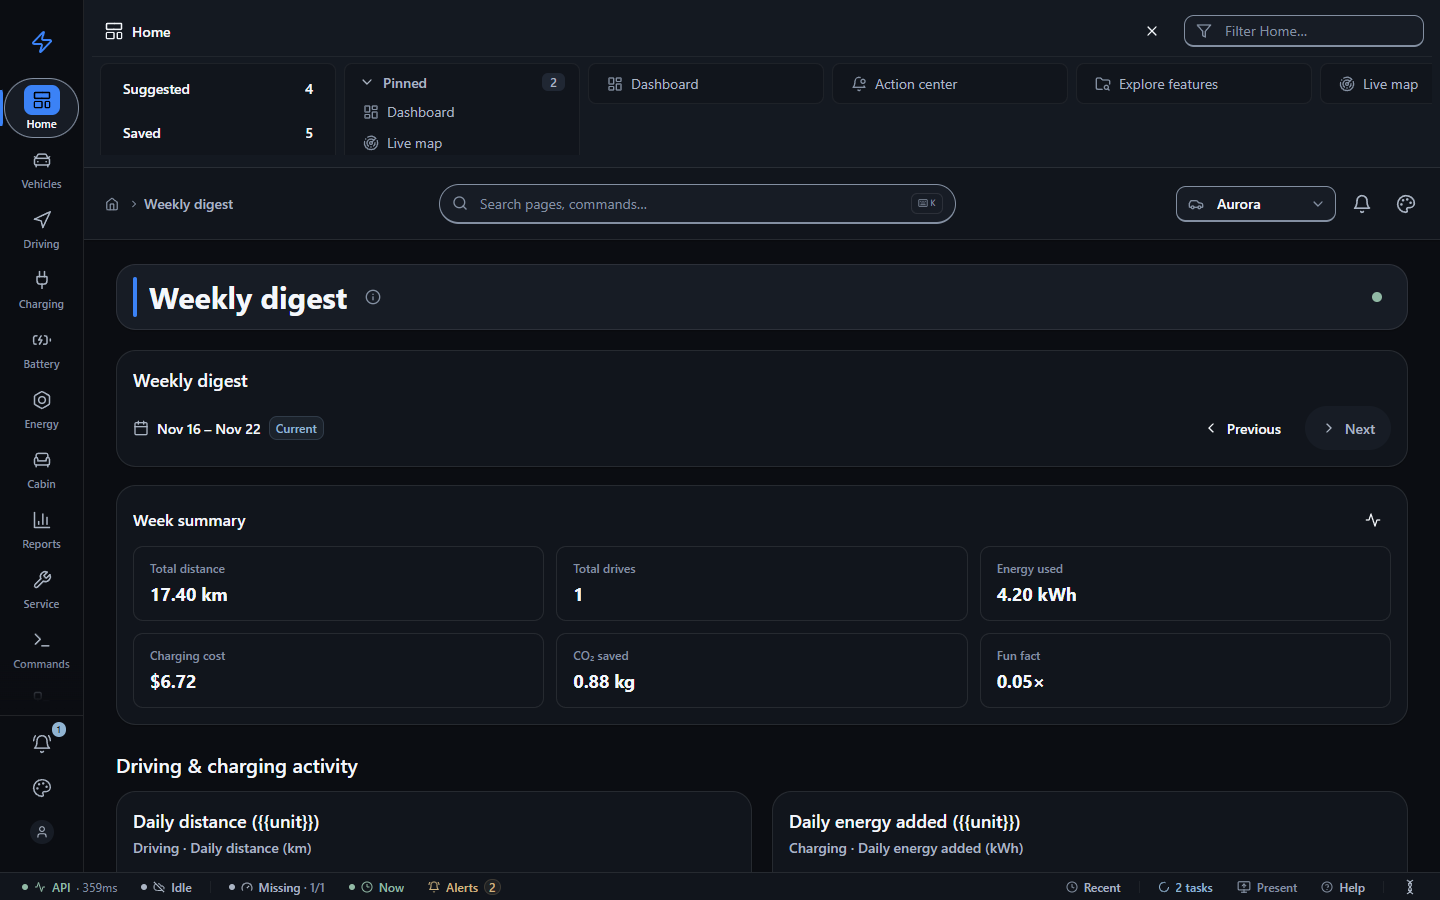 Home
Filter Home...
Suggested 4
Saved 5
Pinned 2
Dashboard
Live map
Dashboard
Action center
Explore features
Live map
Home
Vehicles
Driving
Charging
Battery
Energy
Cabin
Reports
Service
Commands
1
Weekly digest
Search pages, commands...
K
Aurora
Weekly digest
Weekly digest
Nov 16 – Nov 22 Current
Previous
Next
Week summary
Total distance
17.40 km
Total drives
1
Energy used
4.20 kWh
Charging cost
$6.72
CO₂ saved
0.88 kg
Fun fact
0.05×
Driving & charging activity
Daily distance ({{unit}})
Driving · Daily distance (km)
Daily energy added ({{unit}})
Charging · Daily energy added (kWh)
API · 359ms
Idle
Missing · 1/1
Now
Alerts 2
Recent
2 tasks
Present
Help